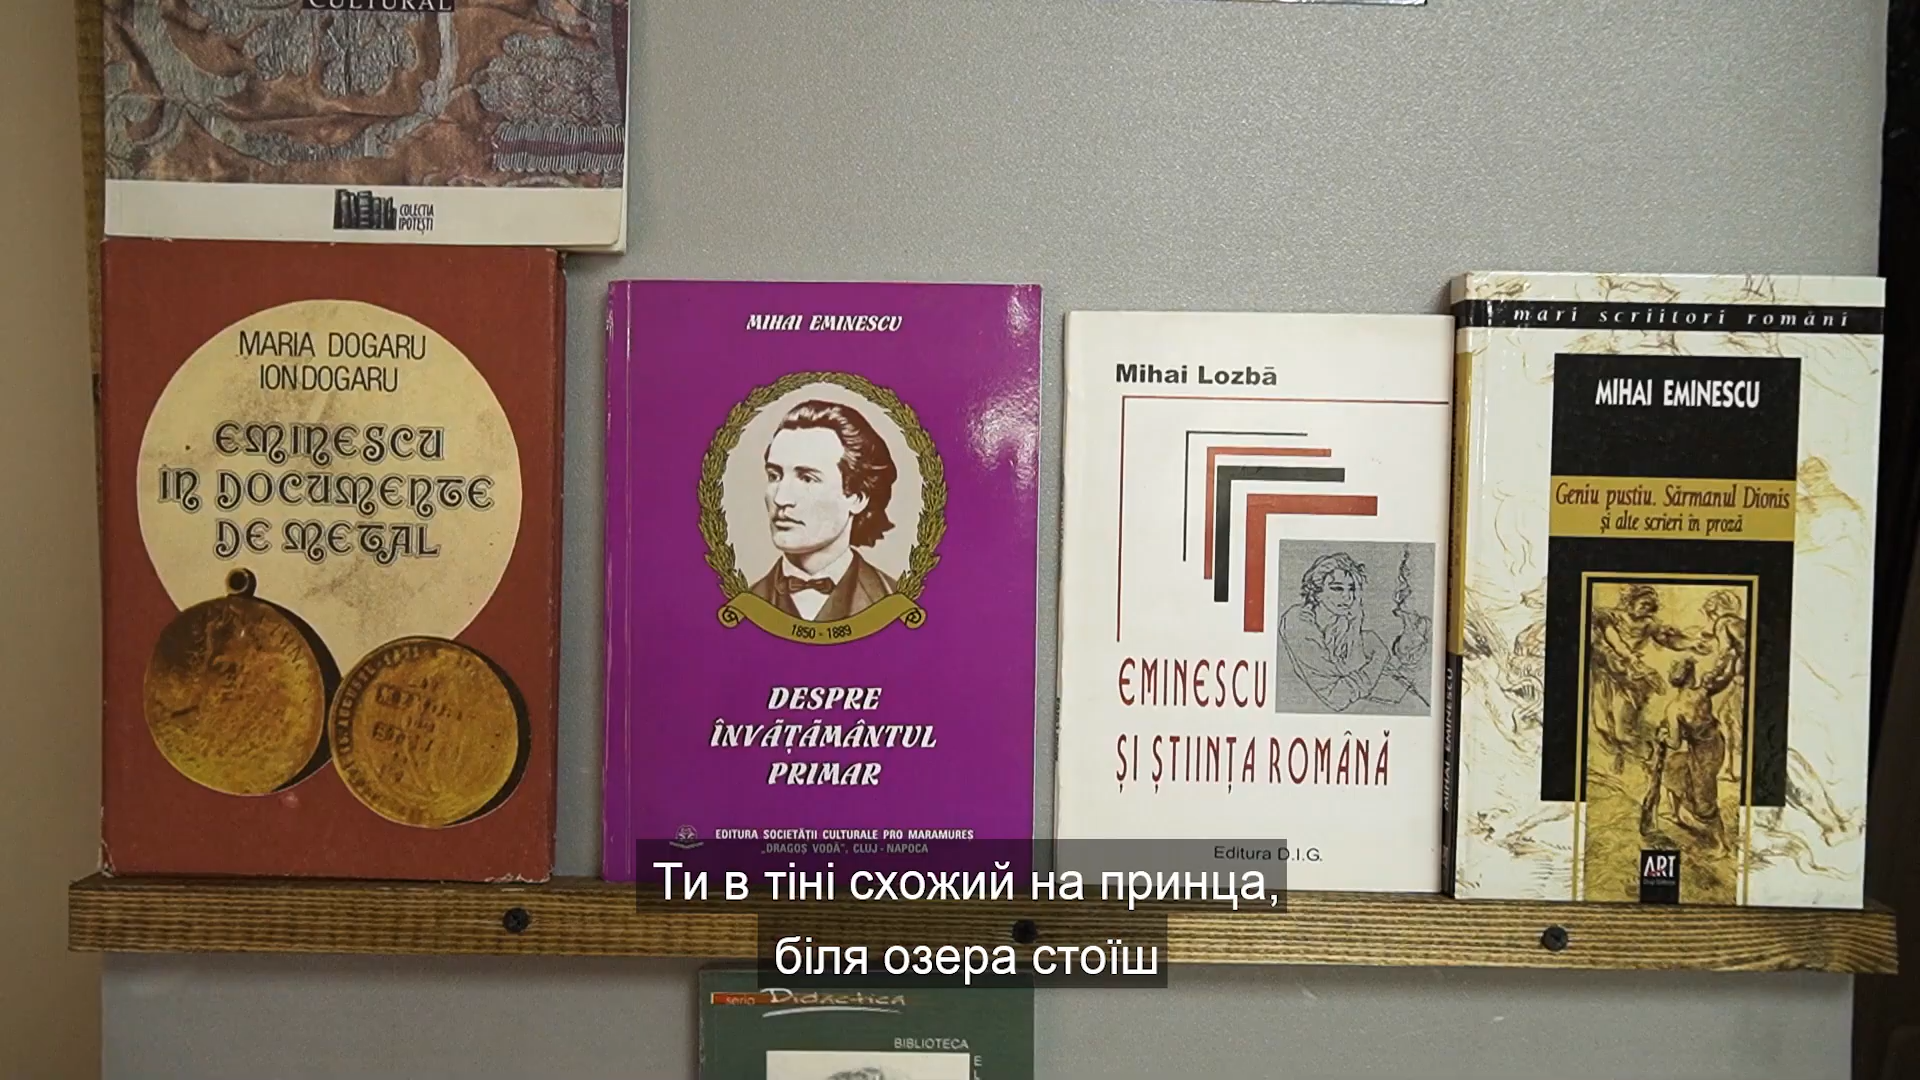 CULTURAL
COLECȚIA
IPOTEȘTI
MARIA DOGARU
ION DOGARU
EMINESCU
IN DOCUMENTE
DE METAL
MIHAI EMINESCU
1850 - 1889
DESPRE
ÎNVĂȚĂMÂNTUL
PRIMAR
EDITURA SOCIETĂȚII CULTURALE PRO MARAMUREȘ
„DRAGOȘ VODĂ”, CLUJ - NAPOCA
Mihai Lozbă
EMINESCU
ȘI ȘTIINȚA ROMÂNĂ
Editura D.I.G.
MIHAI EMINESCU
mari scriitori români
MIHAI EMINESCU
Geniu pustiu. Sărmanul Dionis
și alte scrieri în proză
ART
Ти в тіні схожий на принца,
біля озера стоїш
seria Didactica
BIBLIOTECA